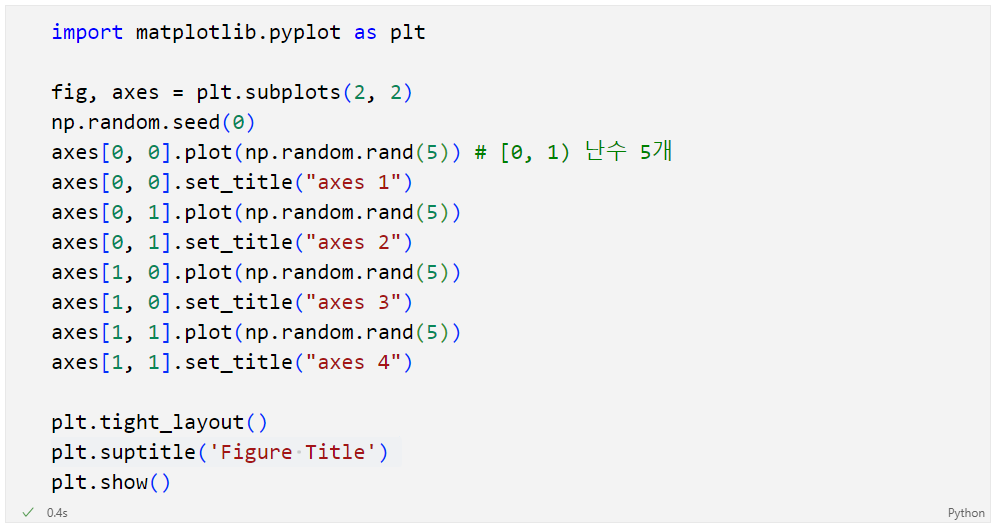 import matplotlib.pyplot as plt
fig, axes = plt.subplots(2, 2)
np.random.seed(0)
axes[0, 0].plot(np.random.rand(5)) # [0, 1) 난수 5개
axes[0, 0].set_title("axes 1")
axes[0, 1].plot(np.random.rand(5))
axes[0, 1].set_title("axes 2")
axes[1, 0].plot(np.random.rand(5))
axes[1, 0].set_title("axes 3")
axes[1, 1].plot(np.random.rand(5))
axes[1, 1].set_title("axes 4")
plt.tight_layout()
plt.suptitle('Figure Title')
plt.show()
0.4s Python